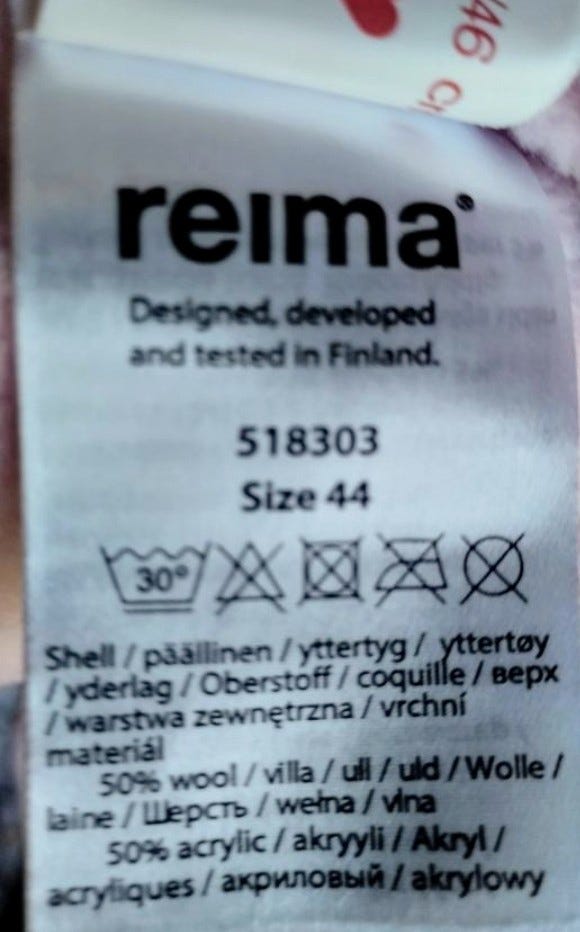 /46 c
reima®
Designed, developed
and tested in Finland.
518303
Size 44
30°
Shell / päällinen / yttertyg / yttertøy
/ yderlag / Oberstoff / coquille / верх
/ warstwa zewnętrzna / vrchní
materiál
50% wool / villa / ull / uld / Wolle /
laine / Шерсть / wełna / vlna
50% acrylic / akryyli / Akryl /
acryliques / акриловый / akrylowy